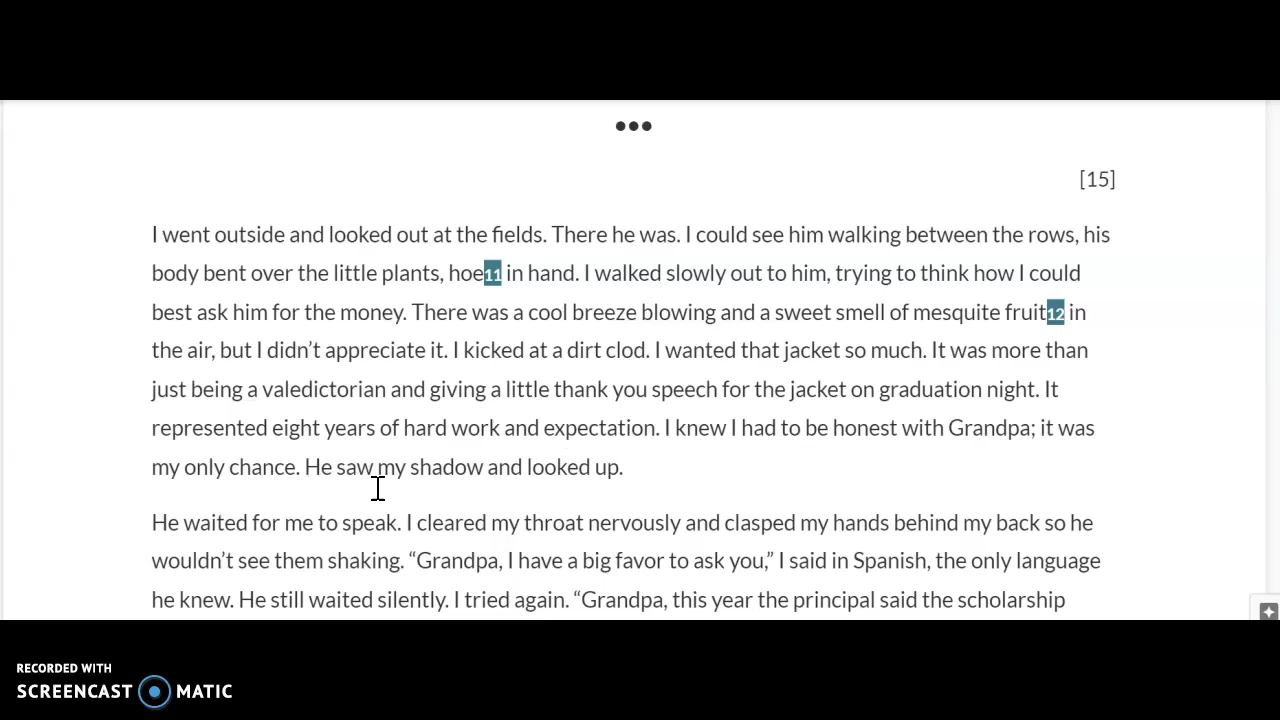 [15]
I went outside and looked out at the fields. There he was. I could see him walking between the rows, his
body bent over the little plants, hoe11 in hand. I walked slowly out to him, trying to think how I could
best ask him for the money. There was a cool breeze blowing and a sweet smell of mesquite fruit12 in
the air, but I didn’t appreciate it. I kicked at a dirt clod. I wanted that jacket so much. It was more than
just being a valedictorian and giving a little thank you speech for the jacket on graduation night. It
represented eight years of hard work and expectation. I knew I had to be honest with Grandpa; it was
my only chance. He saw my shadow and looked up.
He waited for me to speak. I cleared my throat nervously and clasped my hands behind my back so he
wouldn’t see them shaking. “Grandpa, I have a big favor to ask you,” I said in Spanish, the only language
he knew. He still waited silently. I tried again. “Grandpa, this year the principal said the scholarship
RECORDED WITH
SCREENCAST MATIC